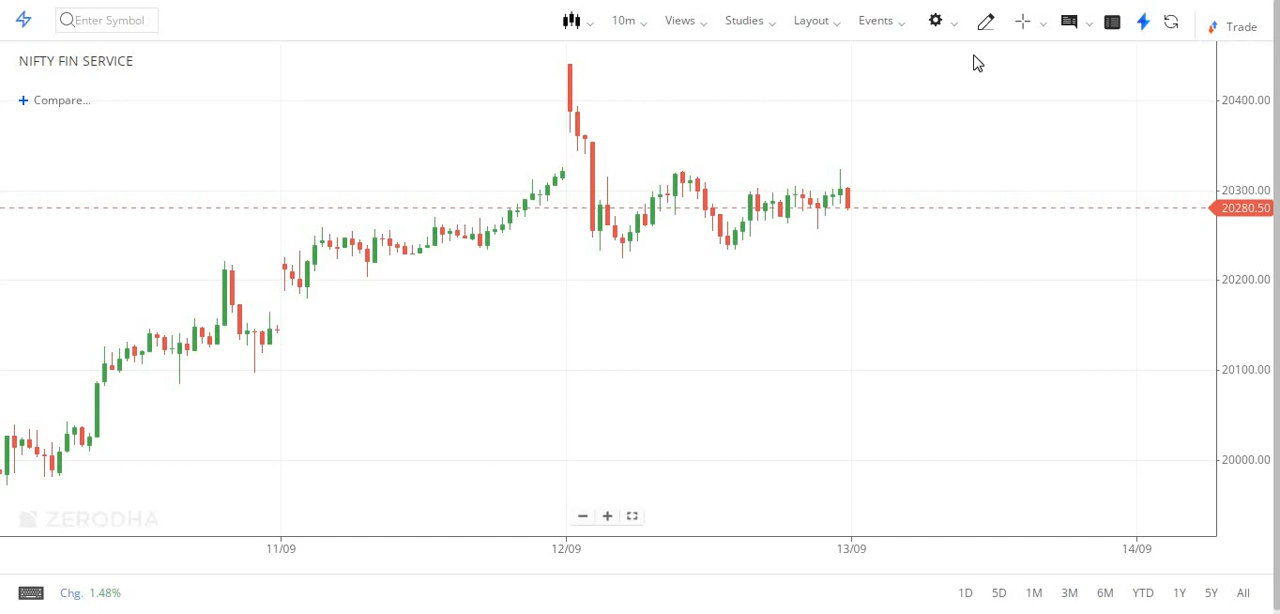 Enter Symbol 10m Views Studies Layout Events Trade
NIFTY FIN SERVICE
+ Compare...
20400.00
20300.00
20280.50
20200.00
20100.00
20000.00
ZERODHA
11/09 12/09 13/09 14/09
Chg. 1.48% 1D 5D 1M 3M 6M YTD 1Y 5Y All